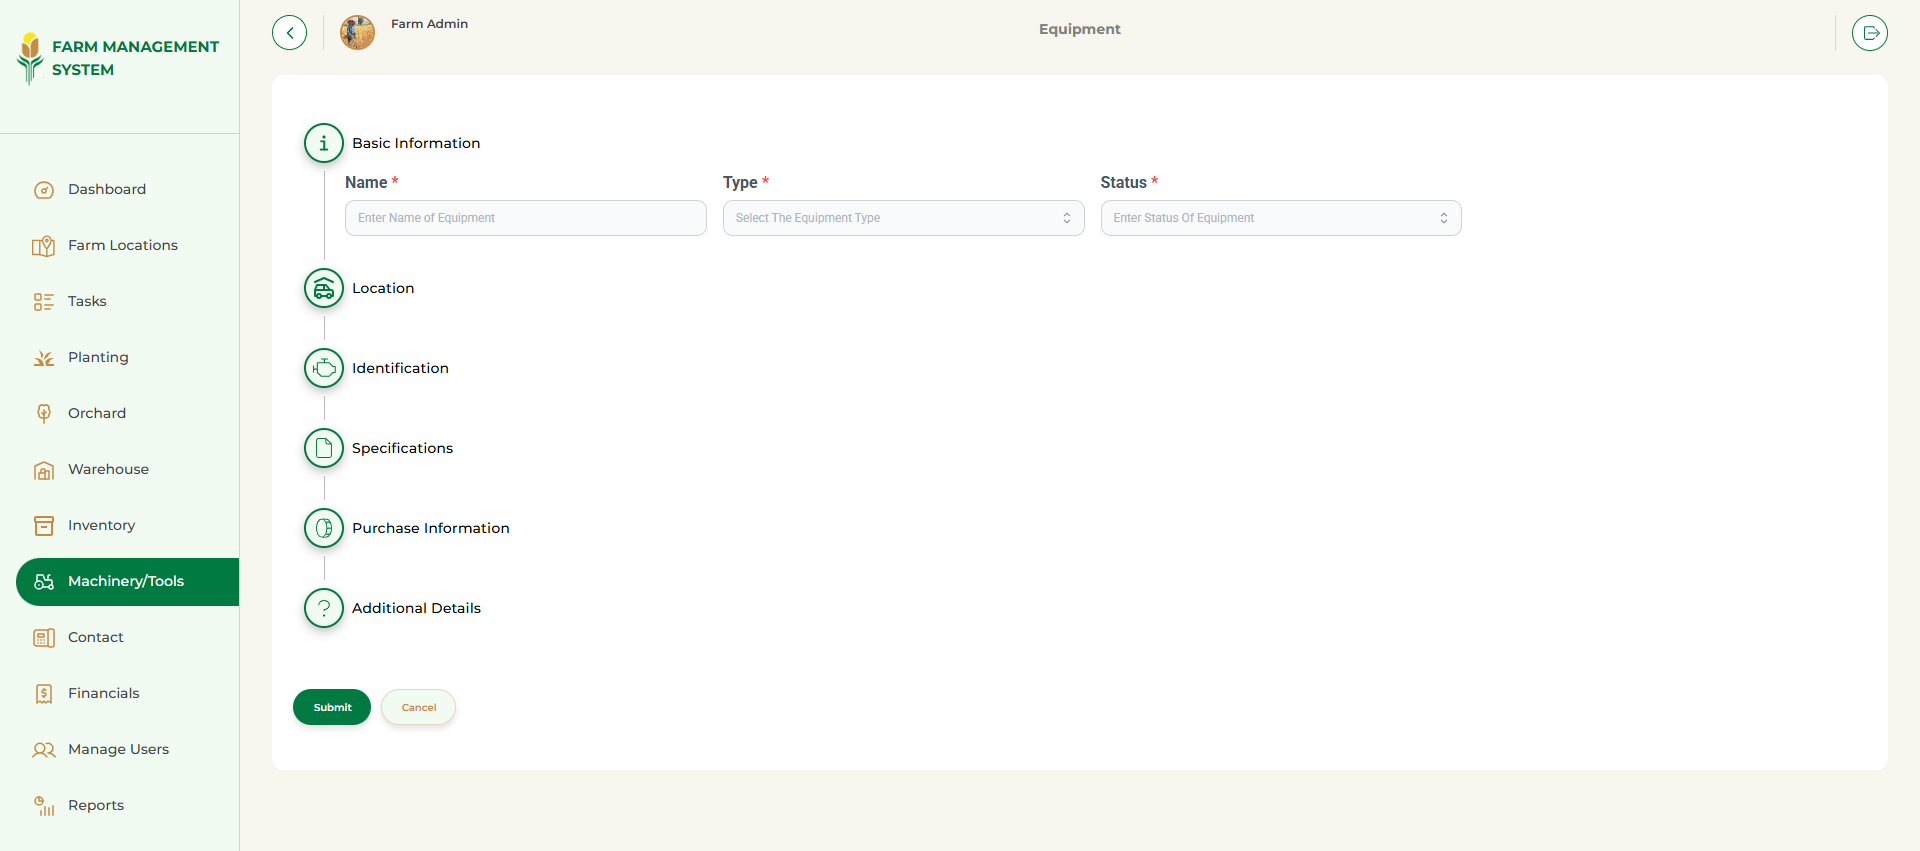 FARM MANAGEMENT
SYSTEM
Farm Admin
Equipment
Dashboard
Farm Locations
Tasks
Planting
Orchard
Warehouse
Inventory
Machinery/Tools
Contact
Financials
Manage Users
Reports
Basic Information
Name * Type * Status *
Enter Name of Equipment Select The Equipment Type Enter Status Of Equipment
Location
Identification
Specifications
Purchase Information
Additional Details
Submit Cancel